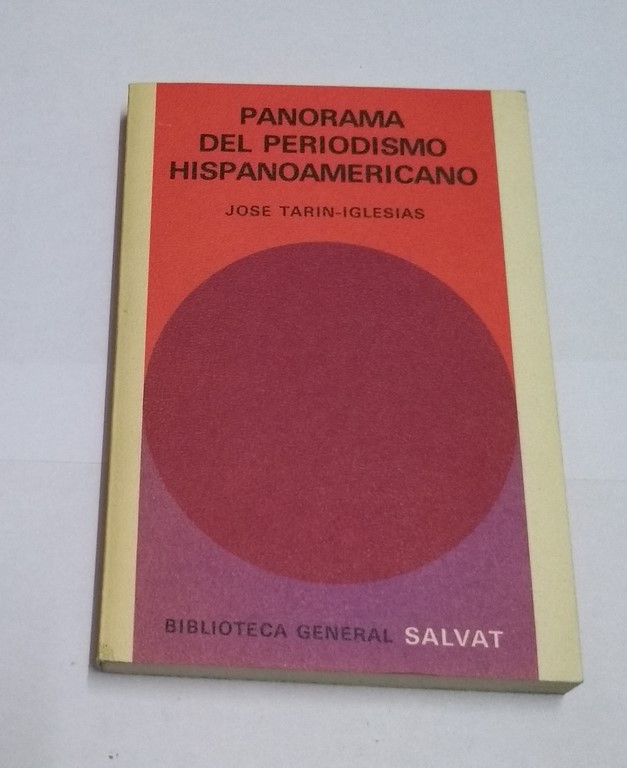 PANORAMA
DEL PERIODISMO
HISPANOAMERICANO
JOSE TARIN-IGLESIAS
BIBLIOTECA GENERAL SALVAT